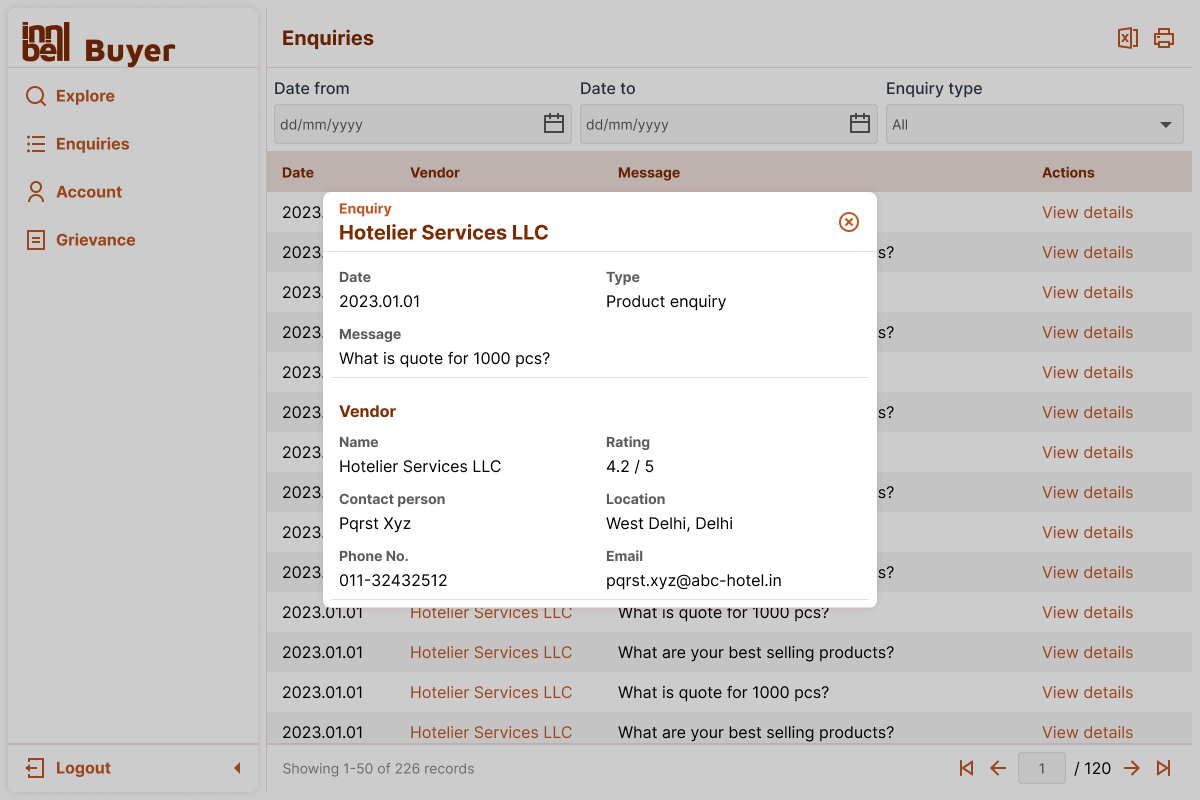 innbell Buyer
Explore
Enquiries
Account
Grievance
Logout
Enquiries
Date from
Date to
Enquiry type
dd/mm/yyyy
dd/mm/yyyy
All
Date Vendor Message Actions
2023. View details
2023. s? View details
2023. View details
2023. s? View details
2023. View details
2023. s? View details
2023. View details
2023. s? View details
2023. View details
2023. s? View details
2023.01.01 Hotelier Services LLC What is quote for 1000 pcs? View details
2023.01.01 Hotelier Services LLC What are your best selling products? View details
2023.01.01 Hotelier Services LLC What is quote for 1000 pcs? View details
2023.01.01 Hotelier Services LLC What are your best selling products? View details
Showing 1-50 of 226 records
1 / 120
Enquiry
Hotelier Services LLC
Date Type
2023.01.01 Product enquiry
Message
What is quote for 1000 pcs?
Vendor
Name Rating
Hotelier Services LLC 4.2 / 5
Contact person Location
Pqrst Xyz West Delhi, Delhi
Phone No. Email
011-32432512 pqrst.xyz@abc-hotel.in